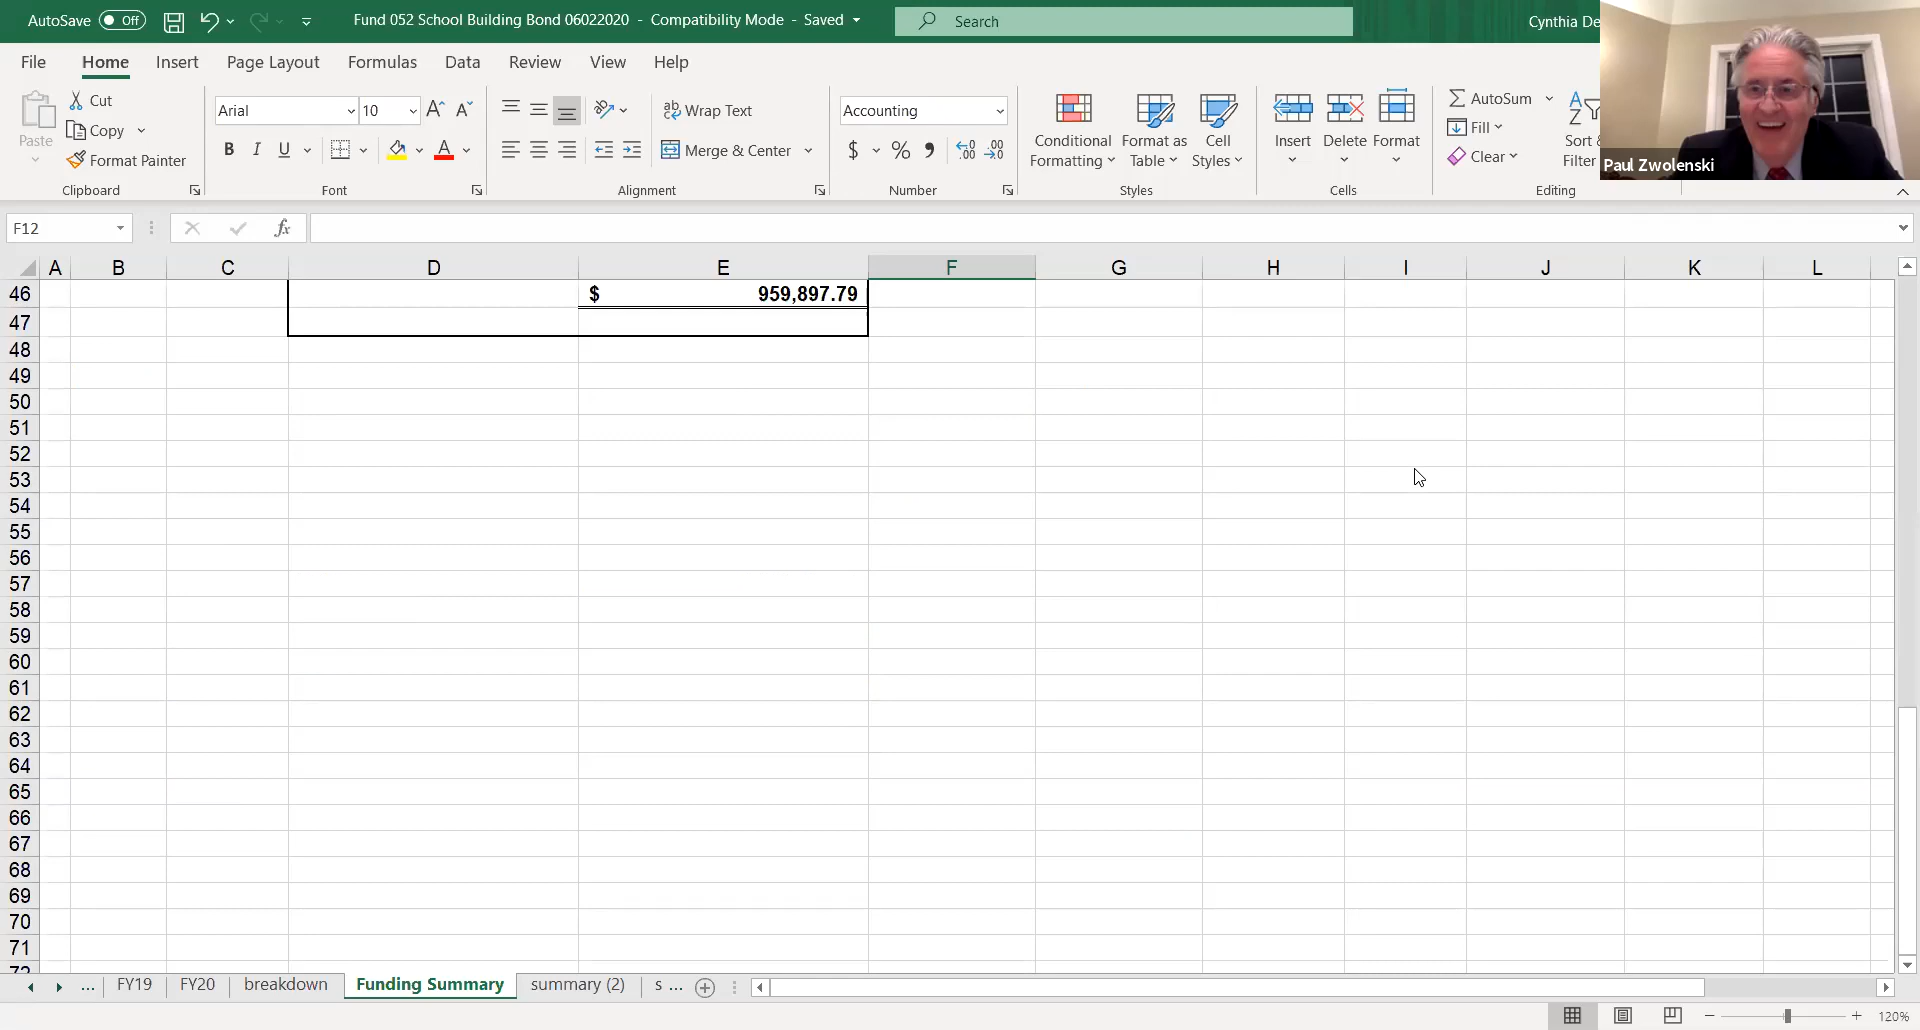 AutoSave Off Fund 052 School Building Bond 06022020 - Compatibility Mode - Saved Search Cynthia De
File Home Insert Page Layout Formulas Data Review View Help
Cut
Copy
Format Painter
Paste
Clipboard
Arial 10
B I U A
Font
ab Wrap Text
Merge & Center
Alignment
Accounting
$ % 9 .00 .0
Number
Conditional Formatting
Format as Table
Cell Styles
Styles
Insert Delete Format
Cells
AutoSum
Fill
Clear
Sort & Filter
Editing
Paul Zwolenski
F12 fx
A B C D E F G H I J K L
46 $ 959,897.79
47
48
49
50
51
52
53
54
55
56
57
58
59
60
61
62
63
64
65
66
67
68
69
70
71
72
... FY19 FY20 breakdown Funding Summary summary (2) s ...
120%